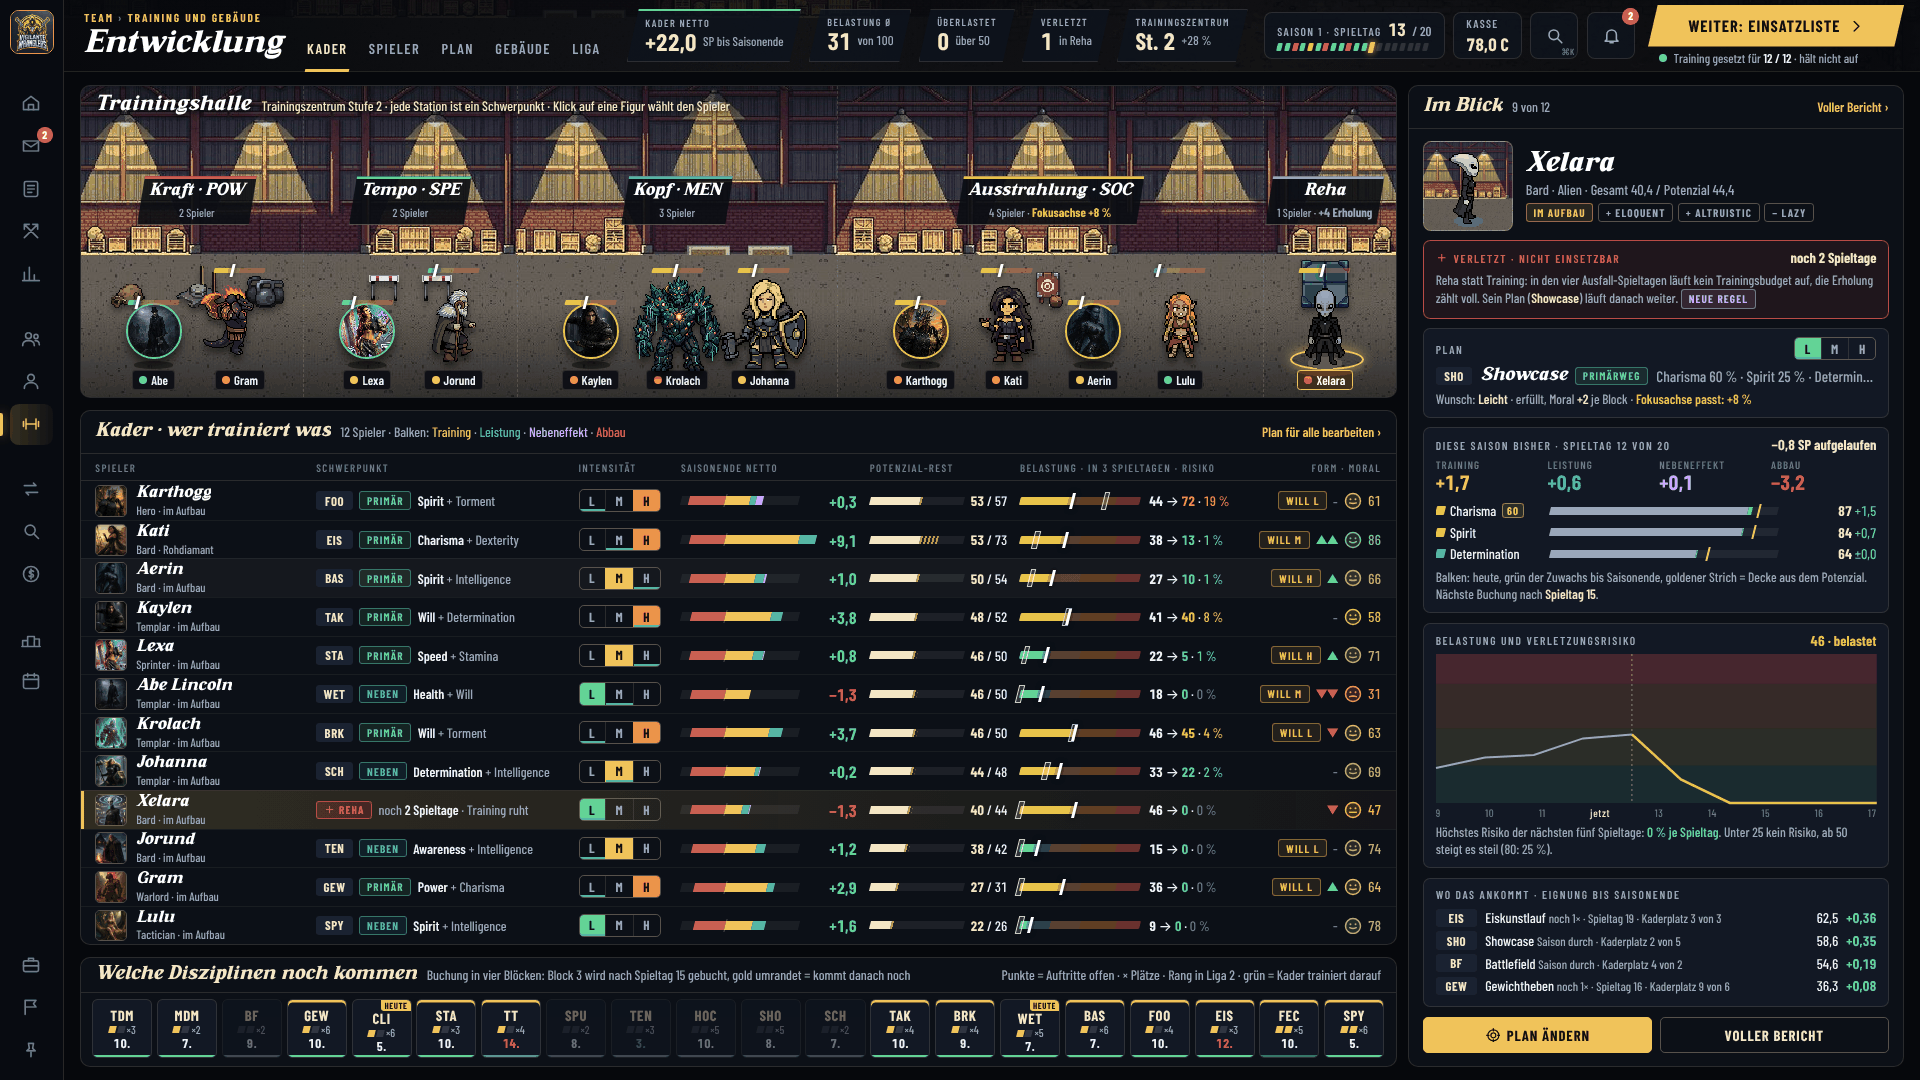 TEAM › TRAINING UND GEBÄUDE
Entwicklung
KADER SPIELER PLAN GEBÄUDE LIGA
KADER NETTO
+22,0 SP bis Saisonende
BELASTUNG Ø
31 von 100
ÜBERLASTET
0 über 50
VERLETZT
1 in Reha
TRAININGSZENTRUM
St. 2 +28 %
SAISON 1 · SPIELTAG 13 / 20
KASSE
78,0 C
⌘K
2
WEITER: EINSATZLISTE
Training gesetzt für 12 / 12 · hält nicht auf
2
Trainingshalle Trainingszentrum Stufe 2 · jede Station ist ein Schwerpunkt · Klick auf eine Figur wählt den Spieler
Kraft · POW
2 Spieler
Tempo · SPE
2 Spieler
Kopf · MEN
3 Spieler
Ausstrahlung · SOC
4 Spieler · Fokusachse +8 %
Reha
1 Spieler · +4 Erholung
Abe
Gram
Lexa
Jorund
Kaylen
Krolach
Johanna
Karthogg
Kati
Aerin
Lulu
Xelara
Kader · wer trainiert was 12 Spieler · Balken: Training · Leistung · Nebeneffekt · Abbau
Plan für alle bearbeiten ›
SPIELER SCHWERPUNKT INTENSITÄT SAISONENDE NETTO POTENZIAL-REST BELASTUNG · IN 3 SPIELTAGEN · RISIKO FORM · MORAL
Karthogg
Hero · im Aufbau
FOO PRIMÄR Spirit + Torment L M H +0,3 53 / 57 44 → 72 · 19 % WILL L - 61
Kati
Bard · Rohdiamant
EIS PRIMÄR Charisma + Dexterity L M H +9,1 53 / 73 38 → 13 · 1 % WILL M 86
Aerin
Bard · im Aufbau
BAS PRIMÄR Spirit + Intelligence L M H +1,0 50 / 54 27 → 10 · 1 % WILL H 66
Kaylen
Templar · im Aufbau
TAK PRIMÄR Will + Determination L M H +3,8 48 / 52 41 → 40 · 8 % - 58
Lexa
Sprinter · im Aufbau
STA PRIMÄR Speed + Stamina L M H +0,8 46 / 50 22 → 5 · 1 % WILL H 71
Abe Lincoln
Templar · im Aufbau
WET NEBEN Health + Will L M H −1,3 46 / 50 18 → 0 · 0 % WILL M 31
Krolach
Templar · im Aufbau
BRK PRIMÄR Will + Torment L M H +3,7 46 / 50 46 → 45 · 4 % WILL L 63
Johanna
Templar · im Aufbau
SCH NEBEN Determination + Intelligence L M H +0,2 44 / 48 33 → 22 · 2 % - 69
Xelara
Bard · im Aufbau
+ REHA noch 2 Spieltage · Training ruht L M H −1,3 40 / 44 46 → 0 · 0 % 47
Jorund
Bard · im Aufbau
TEN NEBEN Awareness + Intelligence L M H +1,2 38 / 42 15 → 0 · 0 % WILL L - 74
Gram
Warlord · im Aufbau
GEW PRIMÄR Power + Charisma L M H +2,9 27 / 31 36 → 0 · 0 % WILL L 64
Lulu
Tactician · im Aufbau
SPY NEBEN Spirit + Intelligence L M H +1,6 22 / 26 9 → 0 · 0 % - 78
Welche Disziplinen noch kommen Buchung in vier Blöcken: Block 3 wird nach Spieltag 15 gebucht, gold umrandet = kommt danach noch
Punkte = Auftritte offen · × Plätze · Rang in Liga 2 · grün = Kader trainiert darauf
TDM ×3 10.
MDM ×2 7.
BF ×2 9.
GEW ×6 10.
HEUTE CLI ×6 5.
STA ×3 10.
TT ×4 14.
SPU ×2 8.
TEN ×3 3.
HOC ×5 10.
SHO ×5 8.
SCH ×2 7.
TAK ×4 10.
BRK ×4 9.
HEUTE WET ×5 7.
BAS ×6 7.
FOO ×4 10.
EIS ×3 12.
FEC ×5 10.
SPY ×6 5.
Im Blick 9 von 12
Voller Bericht ›
Xelara
Bard · Alien · Gesamt 40,4 / Potenzial 44,4
IM AUFBAU + ELOQUENT + ALTRUISTIC − LAZY
+ VERLETZT · NICHT EINSETZBAR noch 2 Spieltage
Reha statt Training: in den vier Ausfall-Spieltagen läuft kein Trainingsbudget auf, die Erholung
zählt voll. Sein Plan (Showcase) läuft danach weiter. NEUE REGEL
PLAN L M H
SHO Showcase PRIMÄRWEG Charisma 60 % · Spirit 25 % · Determin...
Wunsch: Leicht · erfüllt, Moral +2 je Block · Fokusachse passt: +8 %
DIESE SAISON BISHER · SPIELTAG 12 VON 20 −0,8 SP aufgelaufen
TRAINING LEISTUNG NEBENEFFEKT ABBAU
+1,7 +0,6 +0,1 −3,2
Charisma 60 87 +1,5
Spirit 84 +0,7
Determination 64 ±0,0
Balken: heute, grün der Zuwachs bis Saisonende, goldener Strich = Decke aus dem Potenzial.
Nächste Buchung nach Spieltag 15.
BELASTUNG UND VERLETZUNGSRISIKO 46 · belastet
9 10 11 jetzt 13 14 15 16 17
Höchstes Risiko der nächsten fünf Spieltage: 0 % je Spieltag. Unter 25 kein Risiko, ab 50
steigt es steil (80: 25 %).
WO DAS ANKOMMT · EIGNUNG BIS SAISONENDE
EIS Eiskunstlauf noch 1× · Spieltag 19 · Kaderplatz 3 von 3 62,5 +0,36
SHO Showcase Saison durch · Kaderplatz 2 von 5 58,6 +0,35
BF Battlefield Saison durch · Kaderplatz 4 von 2 54,6 +0,19
GEW Gewichtheben noch 1× · Spieltag 16 · Kaderplatz 9 von 6 36,3 +0,08
PLAN ÄNDERN
VOLLER BERICHT